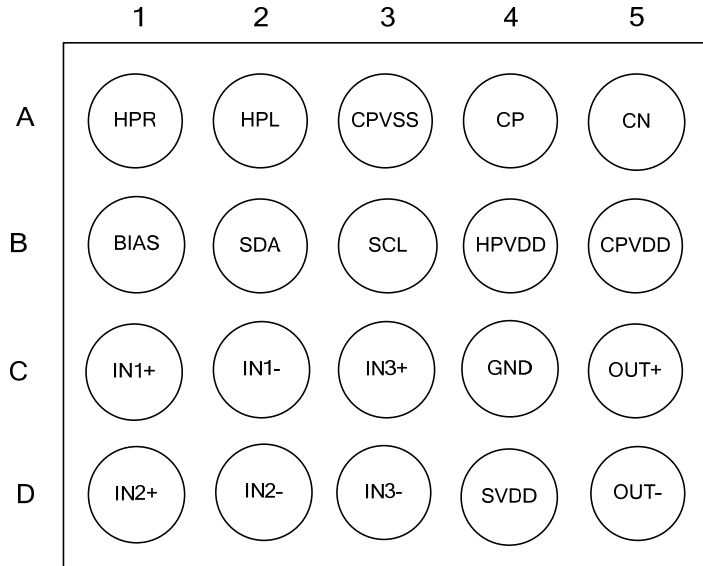 1 2 3 4 5
A HPR HPL CPVSS CP CN
B BIAS SDA SCL HPVDD CPVDD
C IN1+ IN1- IN3+ GND OUT+
D IN2+ IN2- IN3- SVDD OUT-